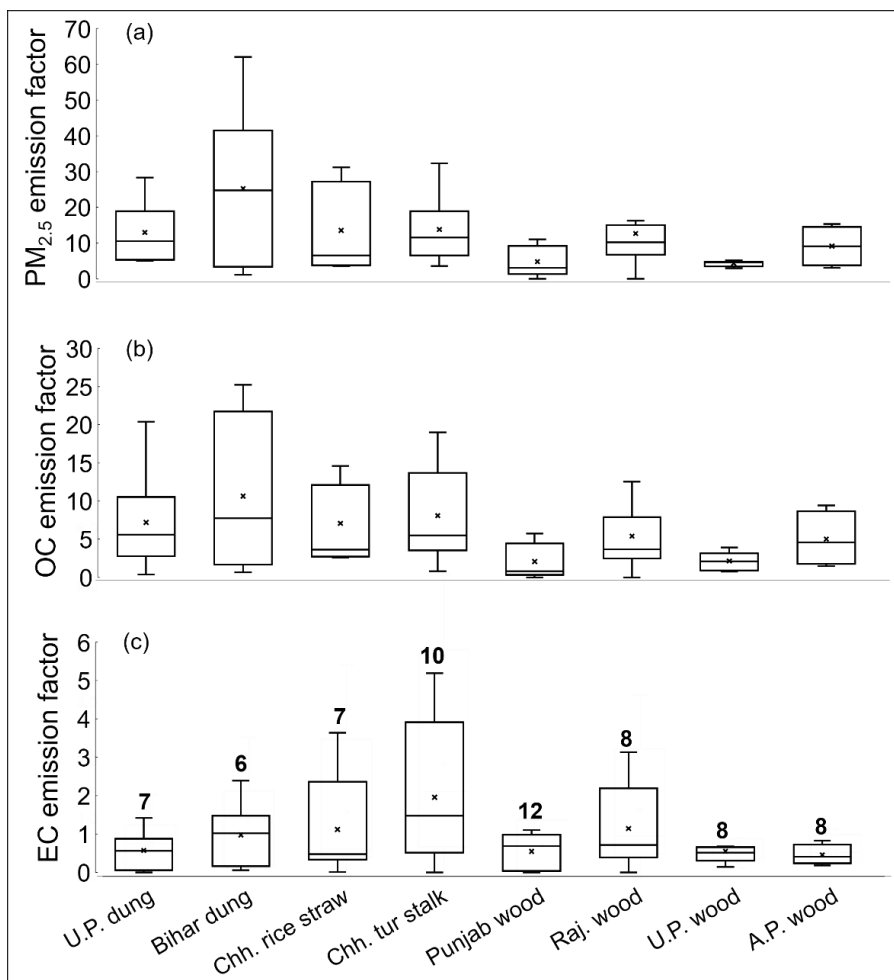 (a)
PM2.5 emission factor
70
60
50
40
30
20
10
0
(b)
OC emission factor
30
25
20
15
10
5
0
(c)
EC emission factor
6
5
4
3
2
1
0
7
6
7
10
12
8
8
8
U.P. dung
Bihar dung
Chh. rice straw
Chh. tur stalk
Punjab wood
Raj. wood
U.P. wood
A.P. wood